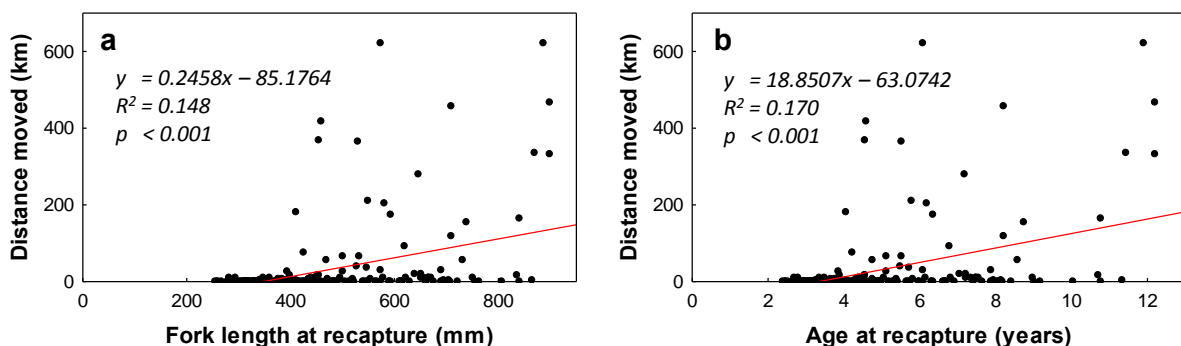 a
y = 0.2458x – 85.1764
R² = 0.148
p < 0.001
Distance moved (km)
600
400
200
0
0 200 400 600 800
Fork length at recapture (mm)
b
y = 18.8507x – 63.0742
R² = 0.170
p < 0.001
Distance moved (km)
600
400
200
0
0 2 4 6 8 10 12
Age at recapture (years)